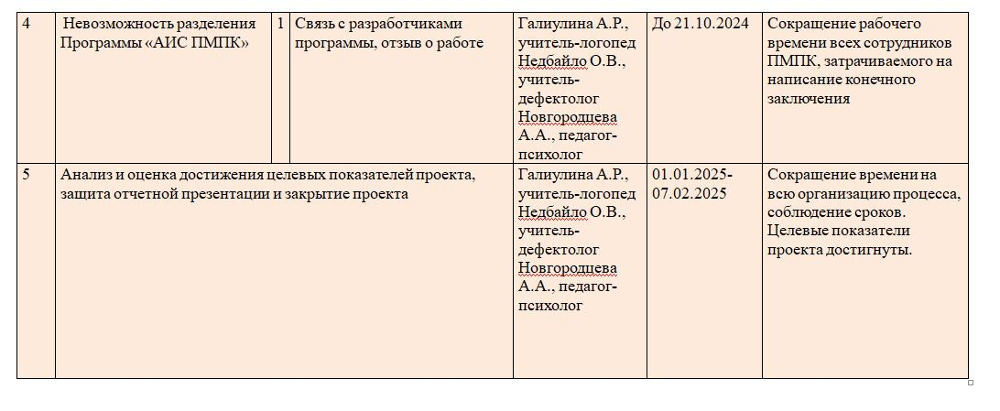 4
Невозможность разделения
Программы «АИС ПМПК»
1
Связь с разработчиками
программы, отзыв о работе
Галиулина А.Р.,
учитель-логопед
Недбайло О.В.,
учитель-
дефектолог
Новгородцева
А.А., педагог-
психолог
До 21.10.2024
Сокращение рабочего
времени всех сотрудников
ПМПК, затрачиваемого на
написание конечного
заключения
5
Анализ и оценка достижения целевых показателей проекта,
защита отчетной презентации и закрытие проекта
Галиулина А.Р.,
учитель-логопед
Недбайло О.В.,
учитель-
дефектолог
Новгородцева
А.А., педагог-
психолог
01.01.2025-
07.02.2025
Сокращение времени на
всю организацию процесса,
соблюдение сроков.
Целевые показатели
проекта достигнуты.